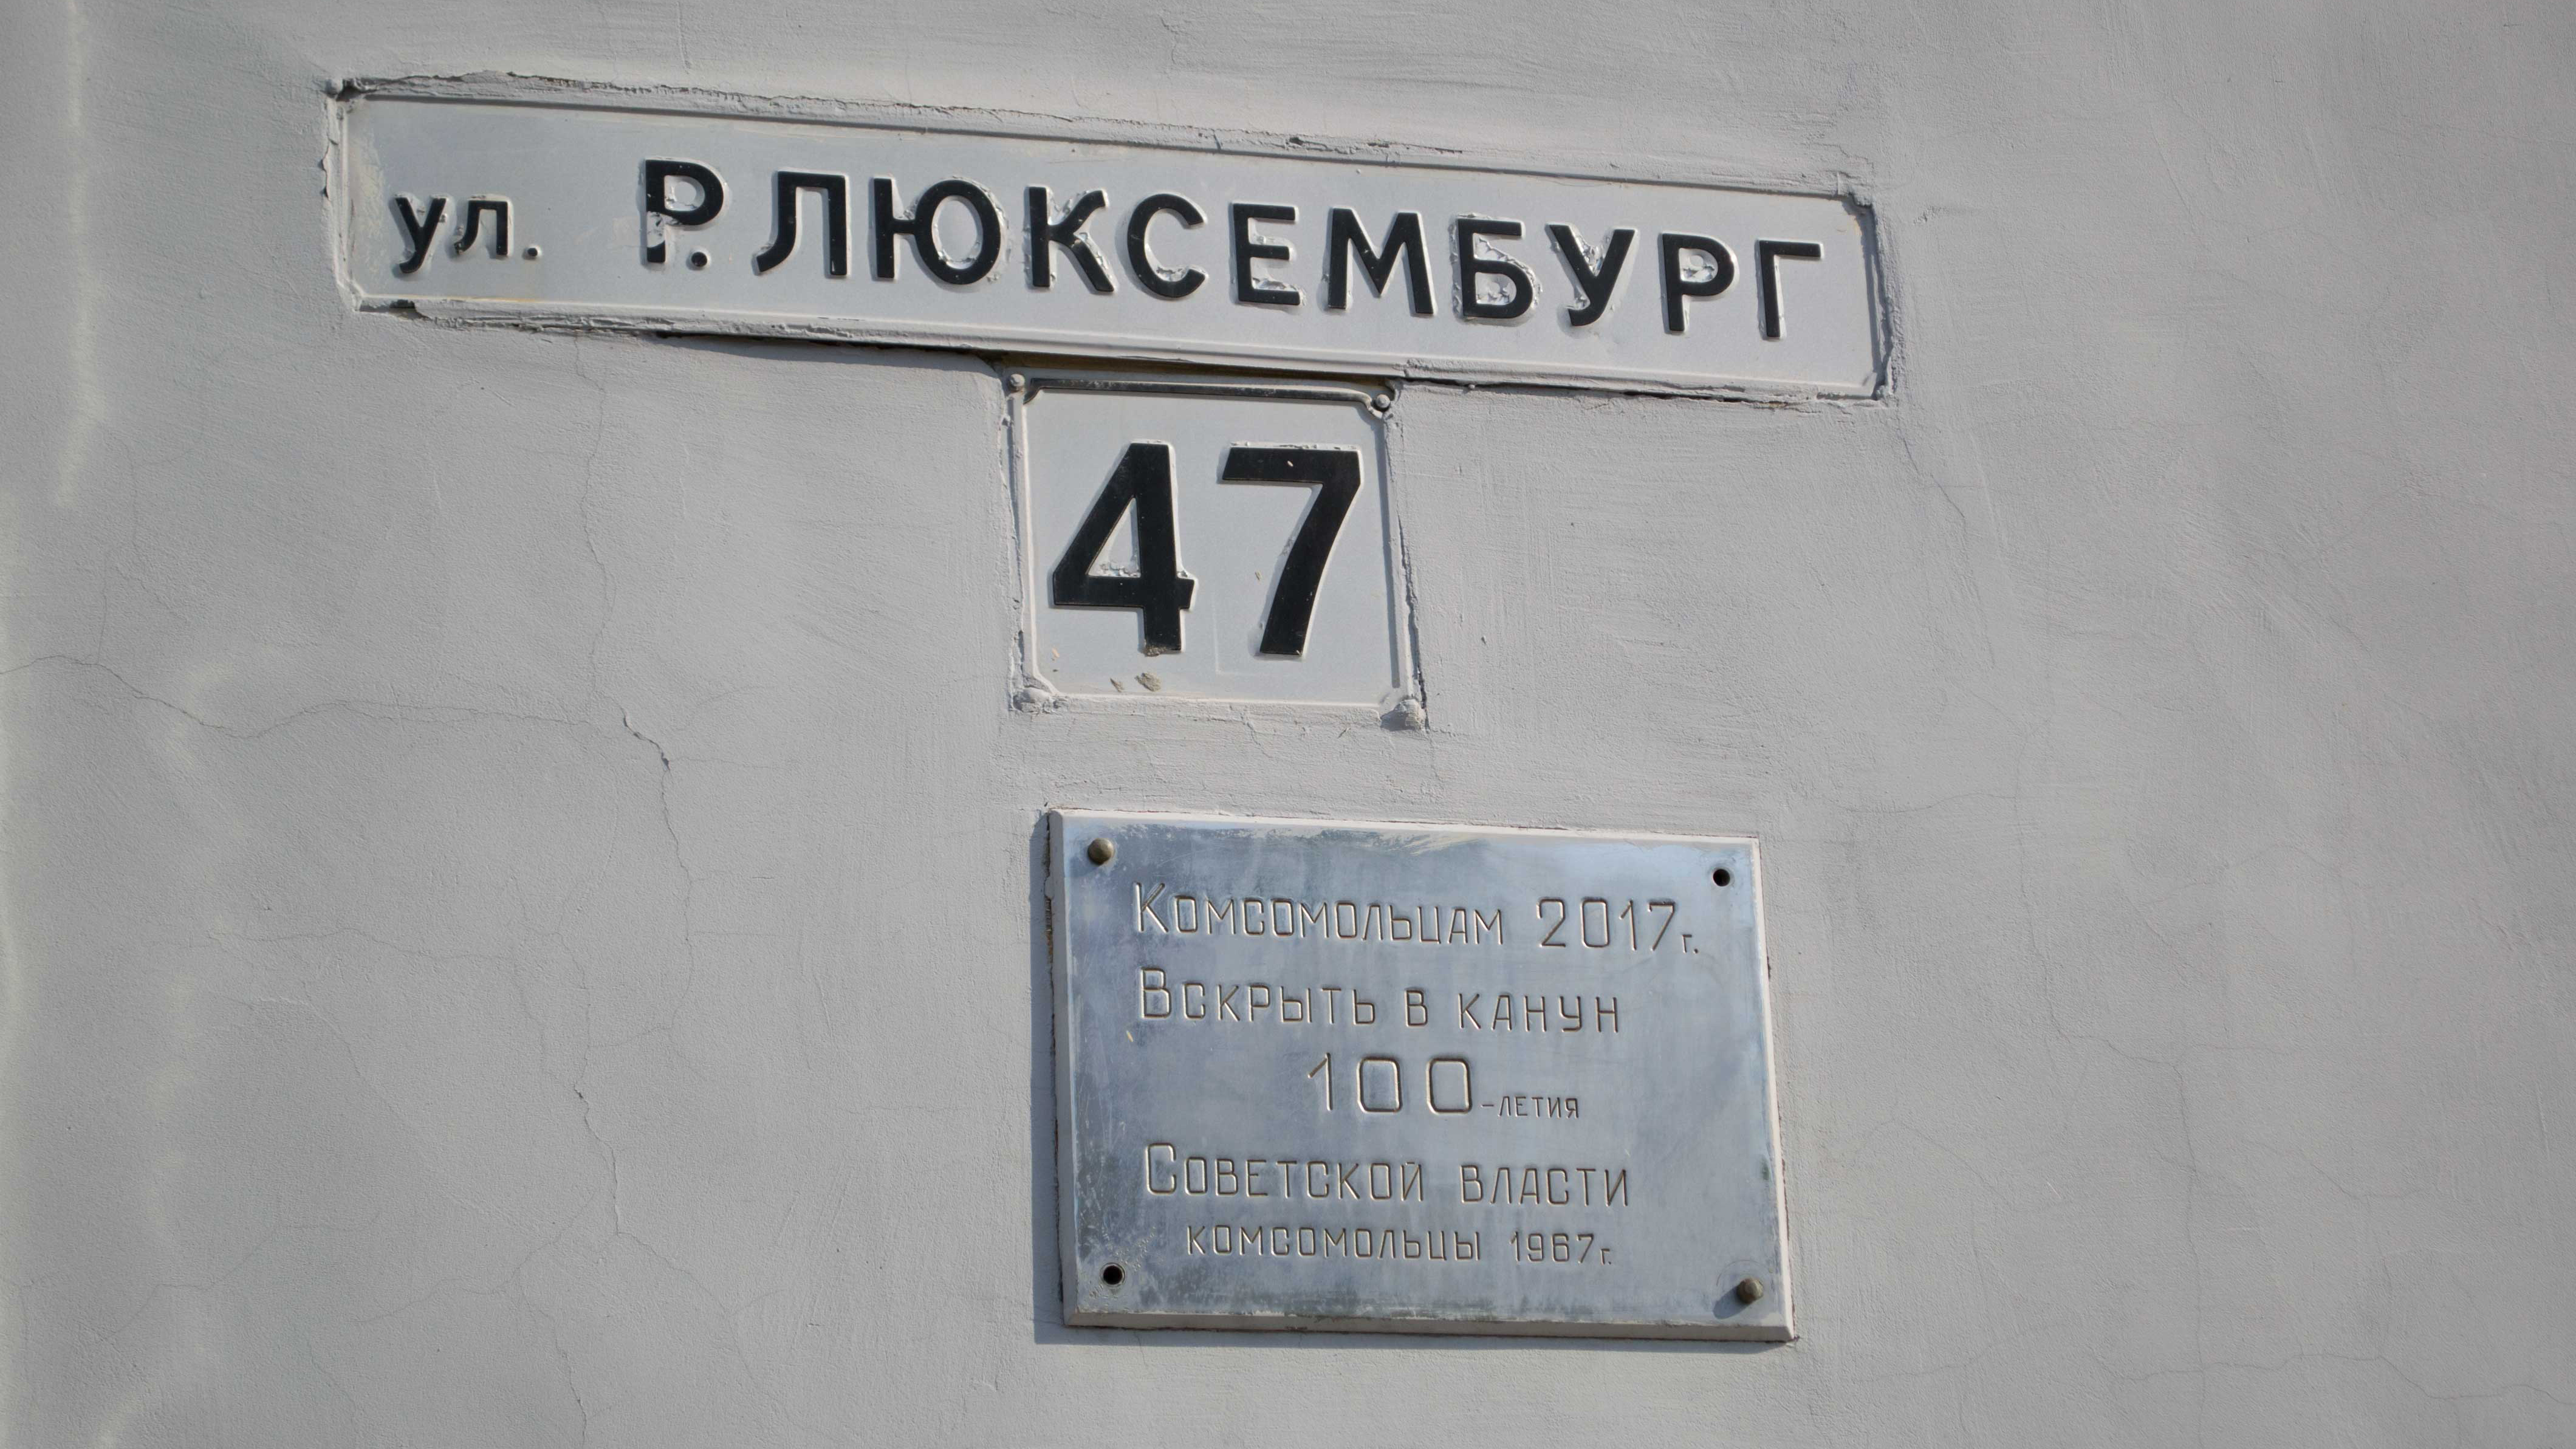 ул. Р. ЛЮКСЕМБУРГ
47
Комсомольцам 2017г.
Вскрыть в канун
100-летия
Советской власти
комсомольцы 1967г.